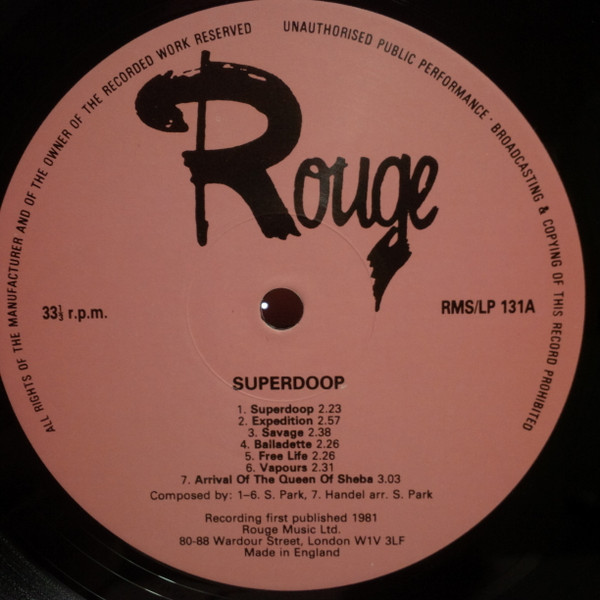 ALL RIGHTS OF THE MANUFACTURER AND OF THE OWNER OF THE RECORDED WORK RESERVED
UNAUTHORISED PUBLIC PERFORMANCE · BROADCASTING & COPYING OF THIS RECORD PROHIBITED
Rouge
33⅓ r.p.m.
RMS/LP 131A
SUPERDOOP
1. Superdoop 2.23
2. Expedition 2.57
3. Savage 2.38
4. Balladette 2.26
5. Free Life 2.26
6. Vapours 2.31
7. Arrival Of The Queen Of Sheba 3.03
Composed by: 1–6. S. Park, 7. Handel arr. S. Park
Recording first published 1981
Rouge Music Ltd.
80-88 Wardour Street, London W1V 3LF
Made in England